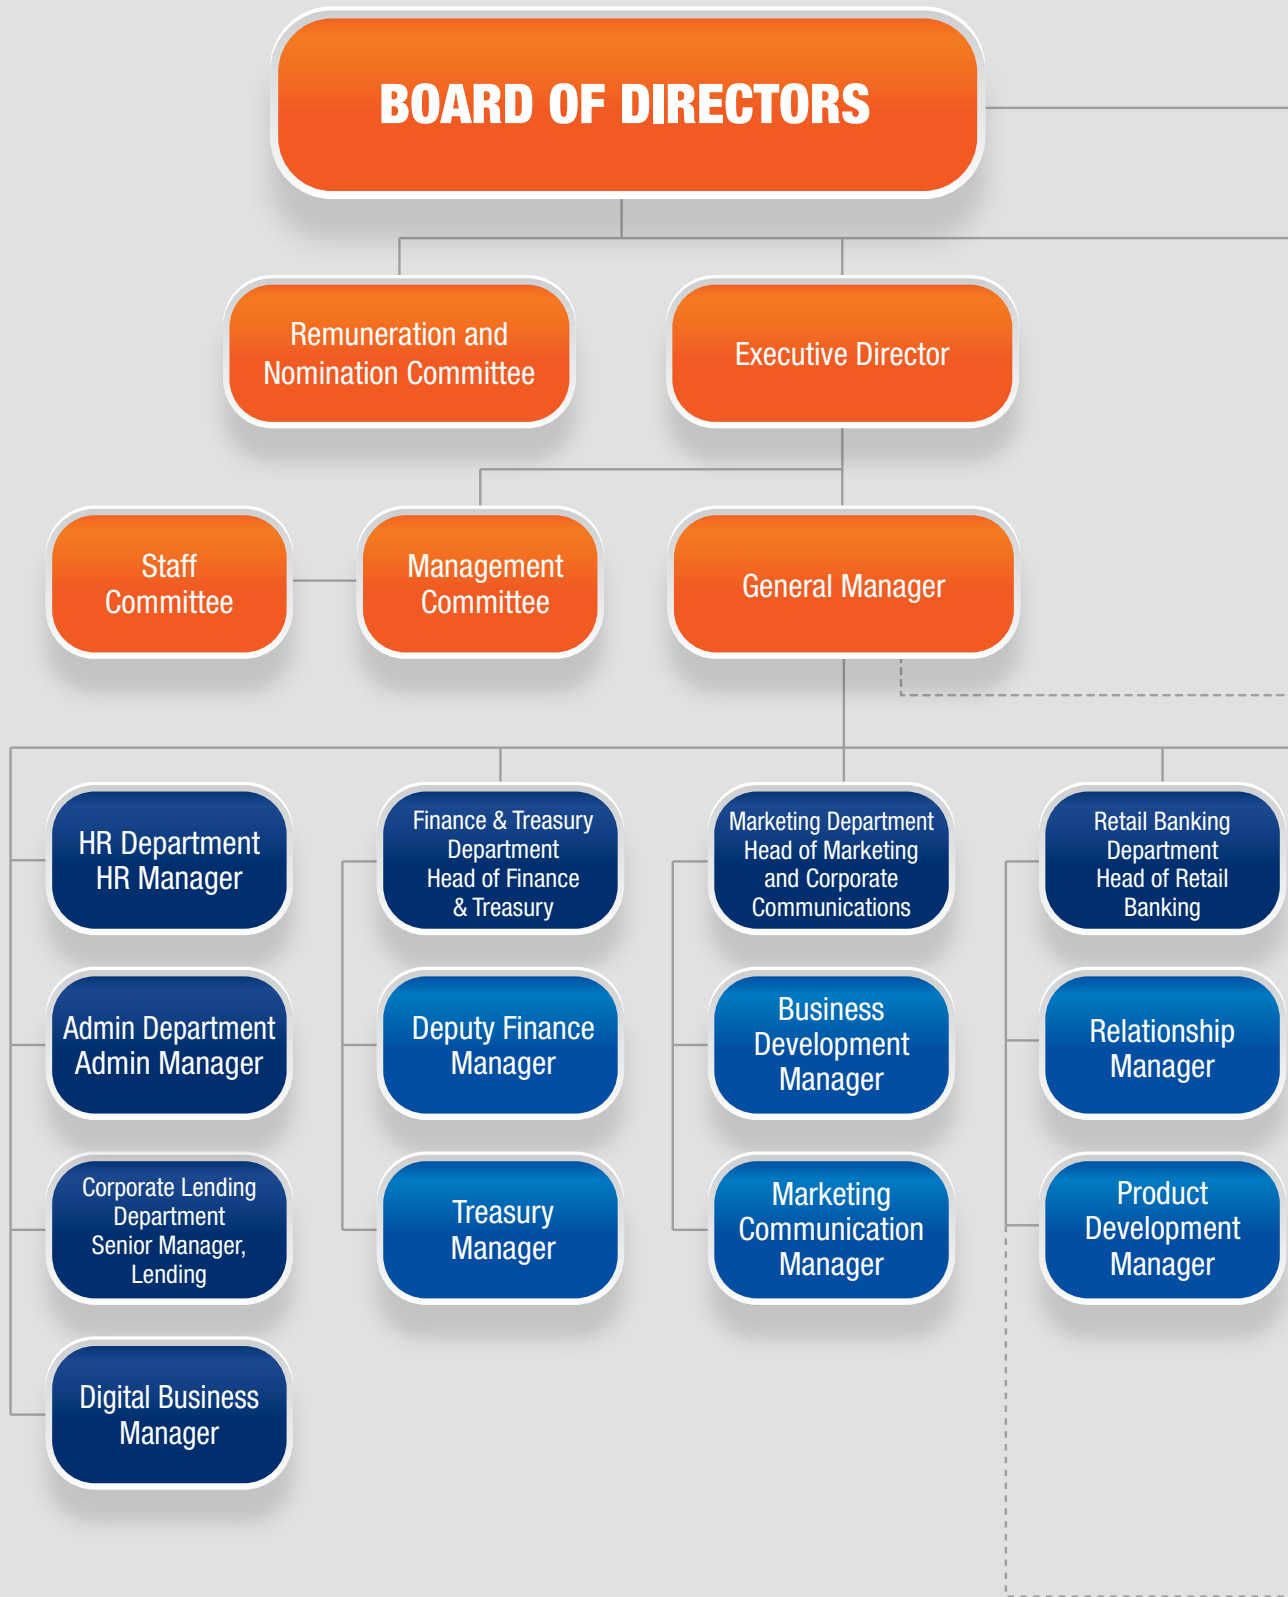 BOARD OF DIRECTORS
Remuneration and
Nomination Committee
Executive Director
Staff
Committee
Management
Committee
General Manager
HR Department
HR Manager
Finance & Treasury
Department
Head of Finance
& Treasury
Marketing Department
Head of Marketing
and Corporate
Communications
Retail Banking
Department
Head of Retail
Banking
Admin Department
Admin Manager
Deputy Finance
Manager
Business
Development
Manager
Relationship
Manager
Corporate Lending
Department
Senior Manager,
Lending
Treasury
Manager
Marketing
Communication
Manager
Product
Development
Manager
Digital Business
Manager